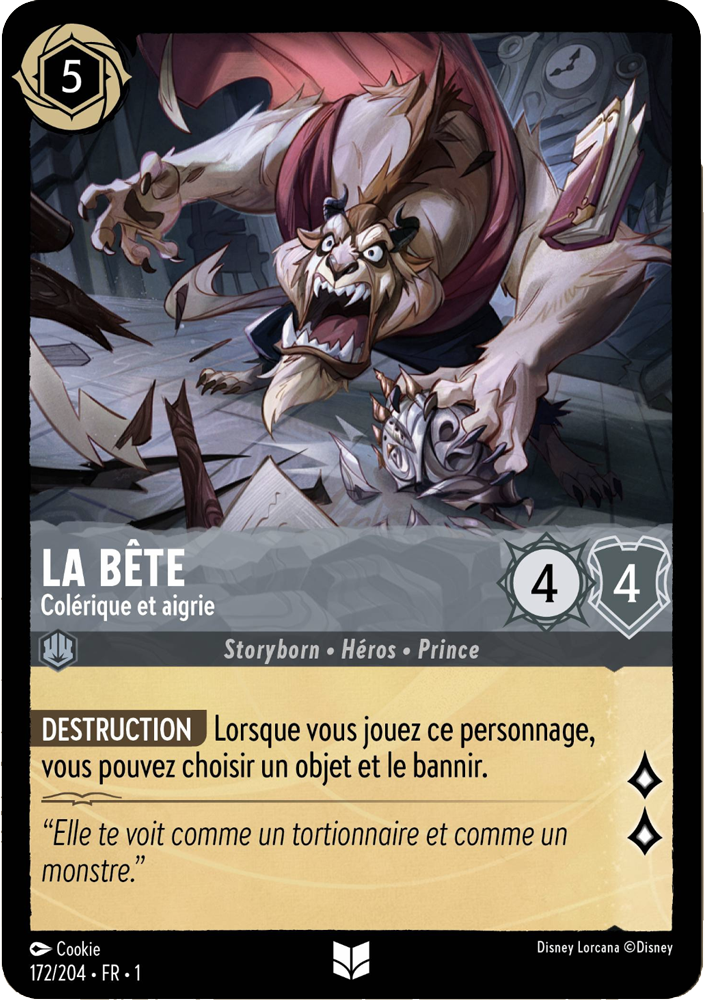 5
LA BÊTE
Colérique et aigrie
4 4
Storyborn • Héros • Prince
DESTRUCTION Lorsque vous jouez ce personnage,
vous pouvez choisir un objet et le bannir.
“Elle te voit comme un tortionnaire et comme un
monstre.”
Cookie
Disney Lorcana ©Disney
172/204 • FR • 1